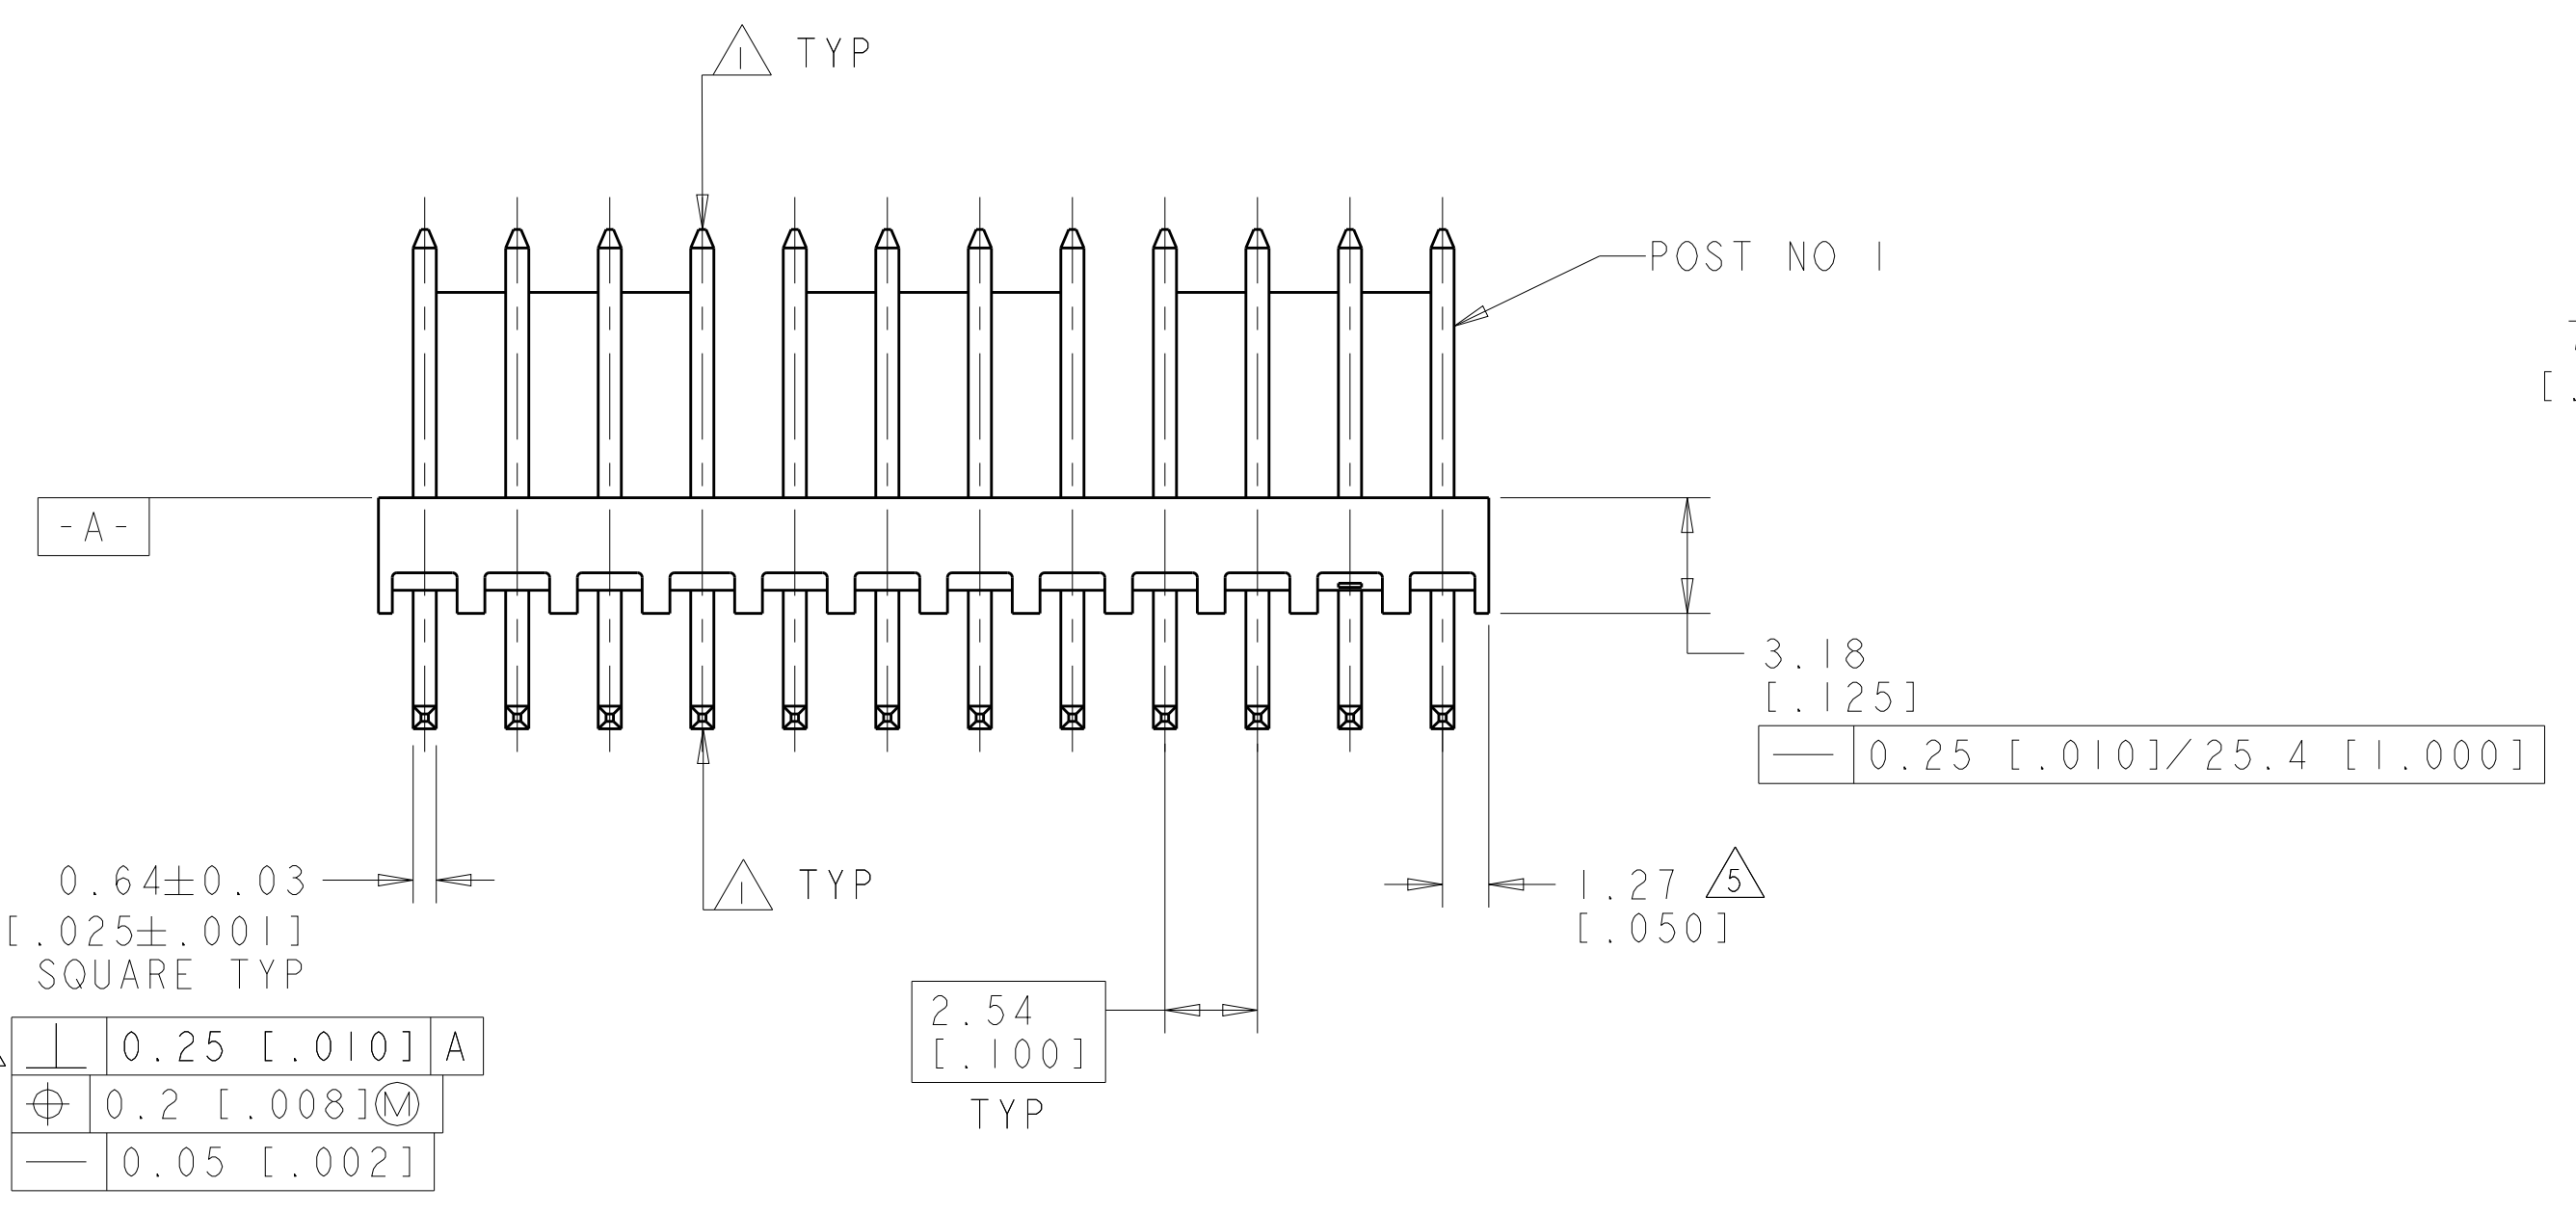 1 TYP
POST NO 1
-A-
3.18
[.125]
— 0.25 [.010]/25.4 [1.000]
0.64±0.03
[.025±.001]
SQUARE TYP
1 TYP
1.27 5
[.050]
2.54
[.100]
TYP
⊥ 0.25 [.010] A
⌖ 0.2 [.008]Ⓜ
— 0.05 [.002]